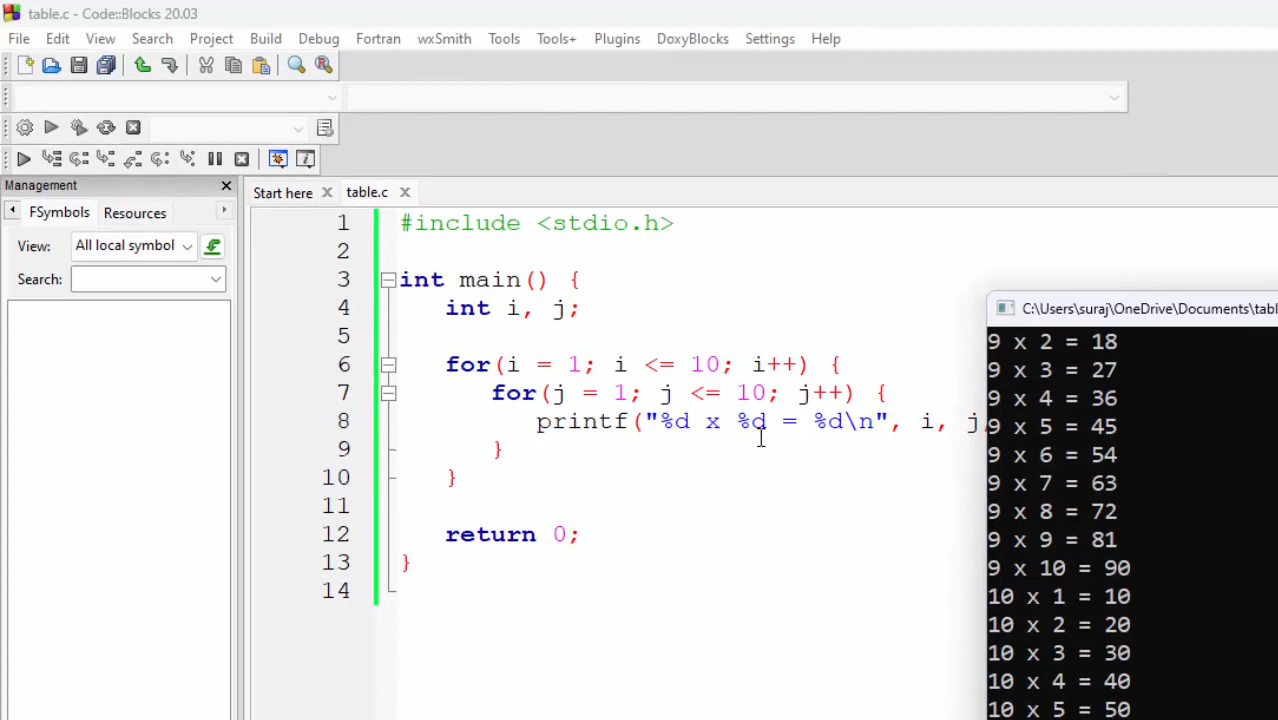 table.c - Code::Blocks 20.03
File Edit View Search Project Build Debug Fortran wxSmith Tools Tools+ Plugins DoxyBlocks Settings Help
Management
Start here table.c
FSymbols Resources
View: All local symbol
Search:
1 #include <stdio.h>
2
3 int main() {
4 int i, j;
5
6 for(i = 1; i <= 10; i++) {
7 for(j = 1; j <= 10; j++) {
8 printf("%d x %d = %d\n", i, j,
9 }
10 }
11
12 return 0;
13 }
14
C:\Users\suraj\OneDrive\Documents\tabl
9 x 2 = 18
9 x 3 = 27
9 x 4 = 36
9 x 5 = 45
9 x 6 = 54
9 x 7 = 63
9 x 8 = 72
9 x 9 = 81
9 x 10 = 90
10 x 1 = 10
10 x 2 = 20
10 x 3 = 30
10 x 4 = 40
10 x 5 = 50